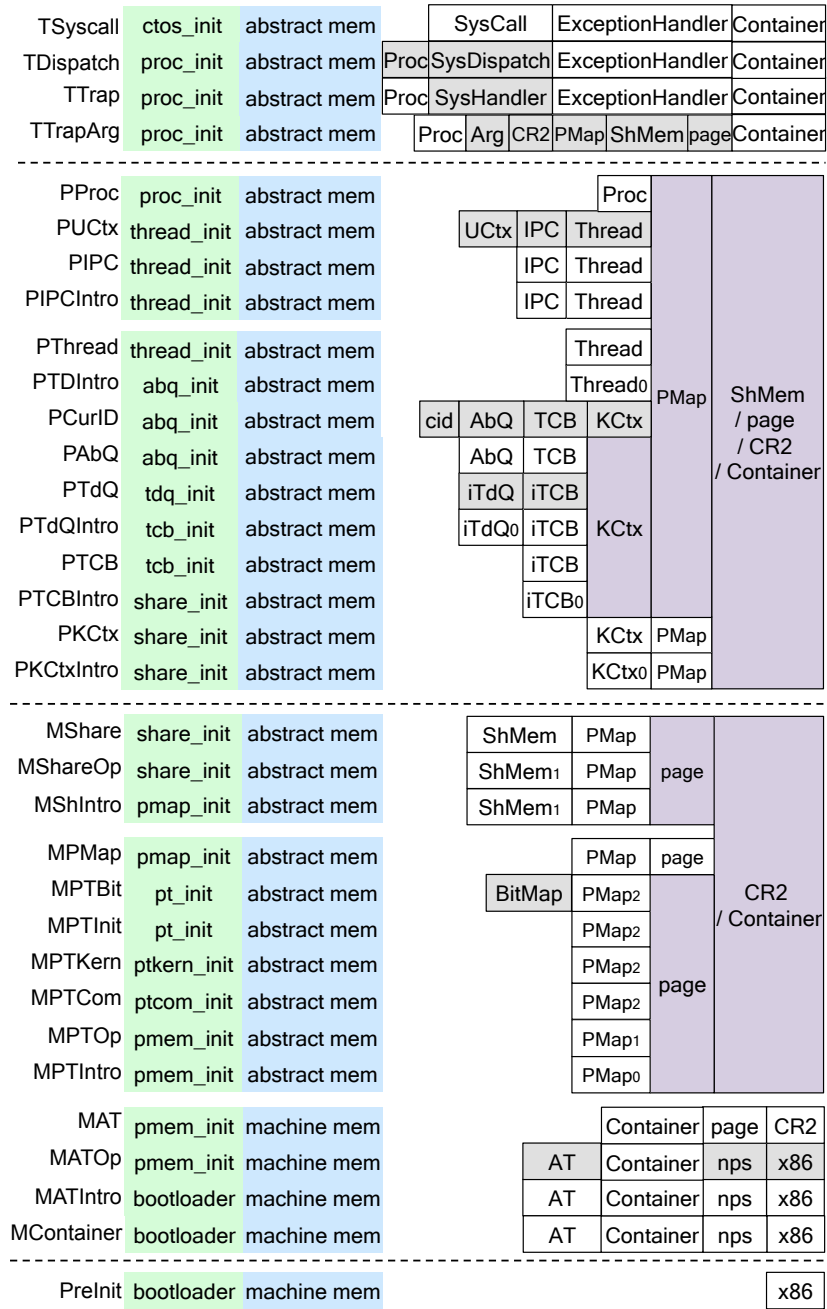 TSyscall ctos_init abstract mem SysCall ExceptionHandler Container
TDispatch proc_init abstract mem Proc SysDispatch ExceptionHandler Container
TTrap proc_init abstract mem Proc SysHandler ExceptionHandler Container
TTrapArg proc_init abstract mem Proc Arg CR2 PMap ShMem page Container
PProc proc_init abstract mem Proc
PUCtx thread_init abstract mem UCtx IPC Thread
PIPC thread_init abstract mem IPC Thread
PIPCIntro thread_init abstract mem IPC Thread
PThread thread_init abstract mem Thread
PTDIntro abq_init abstract mem Thread0
PMap
ShMem
/ page
/ CR2
/ Container
PCurID abq_init abstract mem cid AbQ TCB KCtx
PAbQ abq_init abstract mem AbQ TCB
PTdQ tdq_init abstract mem iTdQ iTCB
PTdQIntro tcb_init abstract mem iTdQ0 iTCB KCtx
PTCB tcb_init abstract mem iTCB
PTCBIntro share_init abstract mem iTCB0
PKCtx share_init abstract mem KCtx PMap
PKCtxIntro share_init abstract mem KCtx0 PMap
MShare share_init abstract mem ShMem PMap
MShareOp share_init abstract mem ShMem1 PMap page
MShIntro pmap_init abstract mem ShMem1 PMap
MPMap pmap_init abstract mem PMap page
MPTBit pt_init abstract mem BitMap PMap2
CR2
/ Container
MPTInit pt_init abstract mem PMap2
MPTKern ptkern_init abstract mem PMap2
page
MPTCom ptcom_init abstract mem PMap2
MPTOp pmem_init abstract mem PMap1
MPTIntro pmem_init abstract mem PMap0
MAT pmem_init machine mem Container page CR2
MATOp pmem_init machine mem AT Container nps x86
MATIntro bootloader machine mem AT Container nps x86
MContainer bootloader machine mem AT Container nps x86
PreInit bootloader machine mem x86